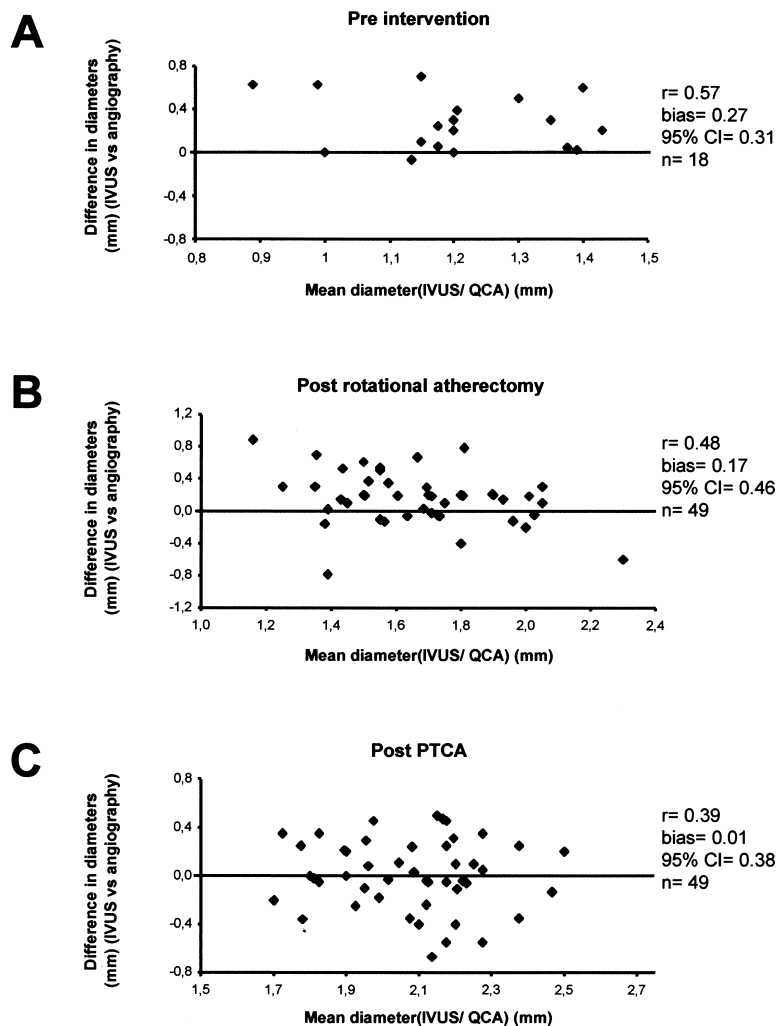 A
Pre intervention
Difference in diameters
(mm) (IVUS vs angiography)
0,8
0,4
0
-0,4
-0,8
0,8
0,9
1
1,1
1,2
1,3
1,4
1,5
Mean diameter(IVUS/ QCA) (mm)
r= 0.57
bias= 0.27
95% CI= 0.31
n= 18
B
Post rotational atherectomy
Difference in diameters
(mm) (IVUS vs angiography)
1,2
0,8
0,4
0,0
-0,4
-0,8
-1,2
1,0
1,2
1,4
1,6
1,8
2,0
2,2
2,4
Mean diameter(IVUS/ QCA) (mm)
r= 0.48
bias= 0.17
95% CI= 0.46
n= 49
C
Post PTCA
Difference in diameters
(mm) (IVUS vs angiography)
0,8
0,4
0,0
-0,4
-0,8
1,5
1,7
1,9
2,1
2,3
2,5
2,7
Mean diameter(IVUS/ QCA) (mm)
r= 0.39
bias= 0.01
95% CI= 0.38
n= 49